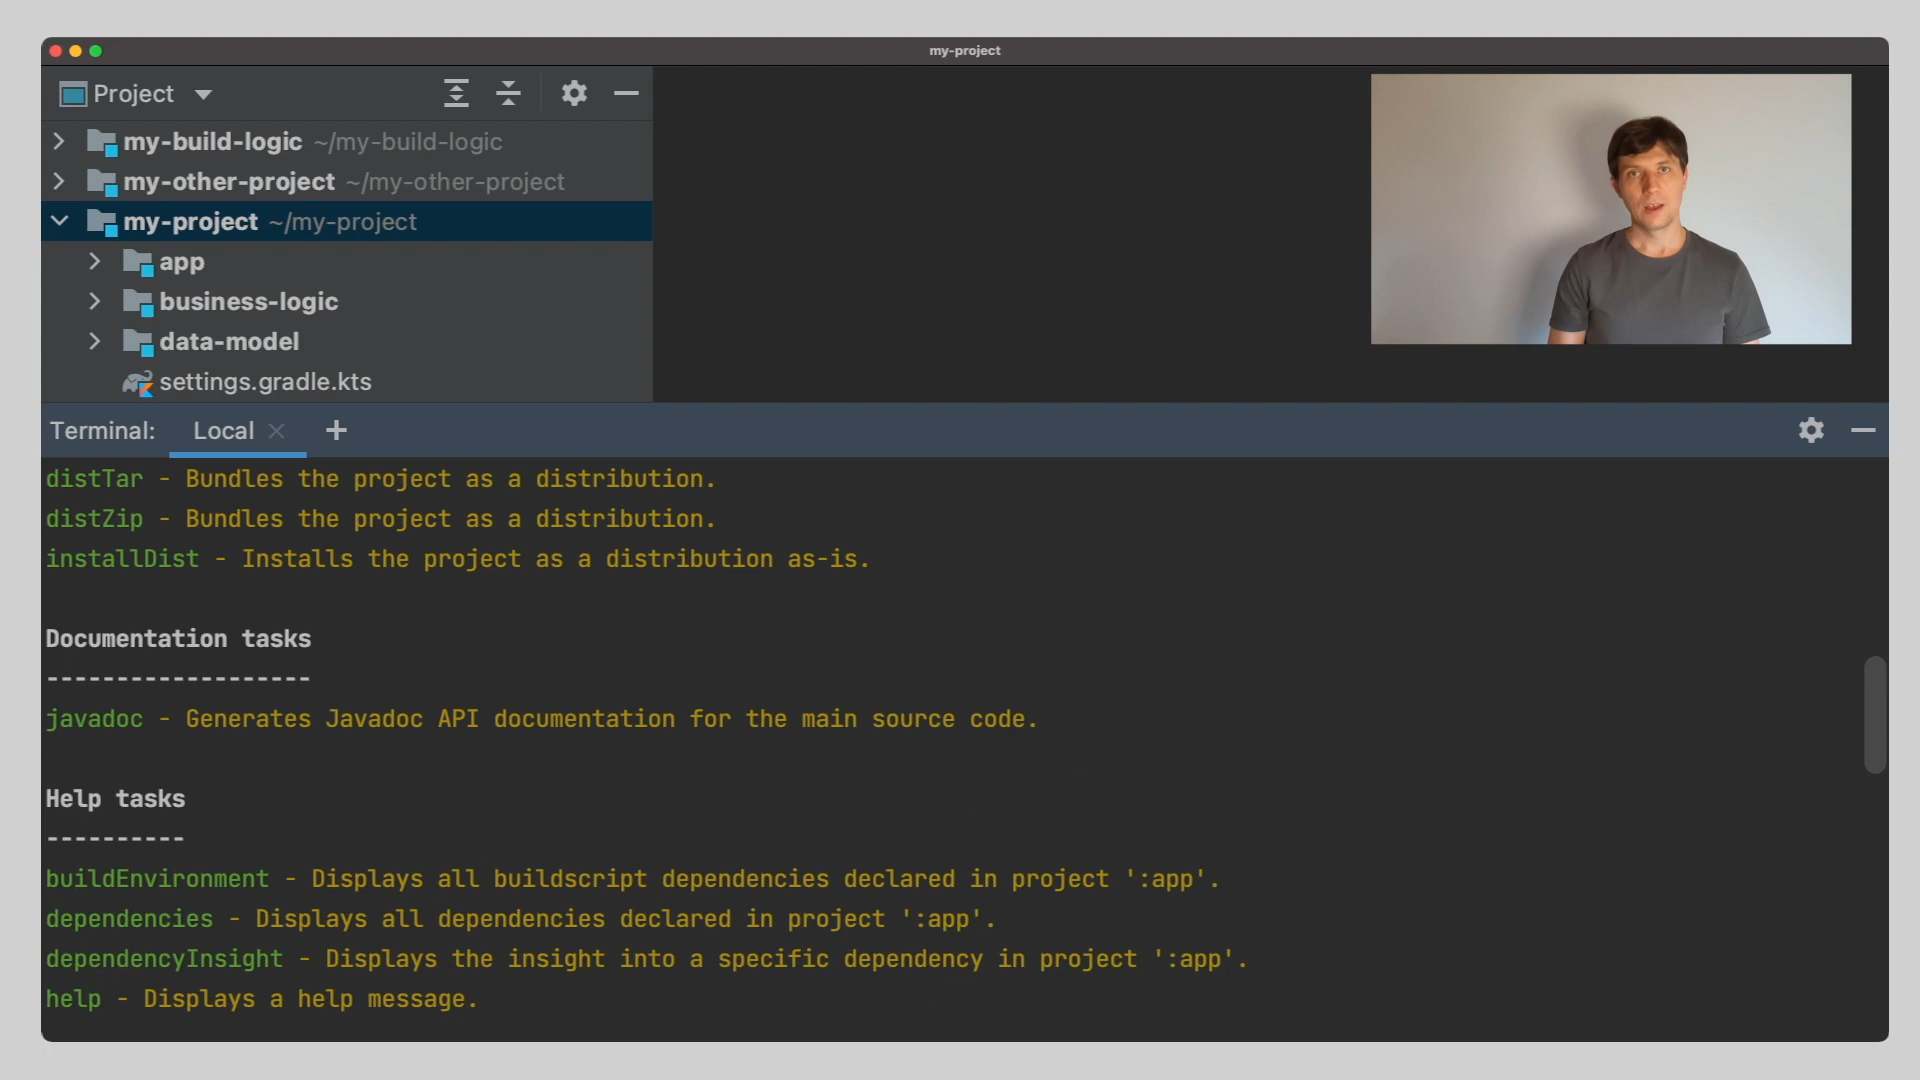 my-project
Project
my-build-logic ~/my-build-logic
my-other-project ~/my-other-project
my-project ~/my-project
app
business-logic
data-model
settings.gradle.kts
Terminal: Local
distTar - Bundles the project as a distribution.
distZip - Bundles the project as a distribution.
installDist - Installs the project as a distribution as-is.
Documentation tasks
-------------------
javadoc - Generates Javadoc API documentation for the main source code.
Help tasks
----------
buildEnvironment - Displays all buildscript dependencies declared in project ':app'.
dependencies - Displays all dependencies declared in project ':app'.
dependencyInsight - Displays the insight into a specific dependency in project ':app'.
help - Displays a help message.